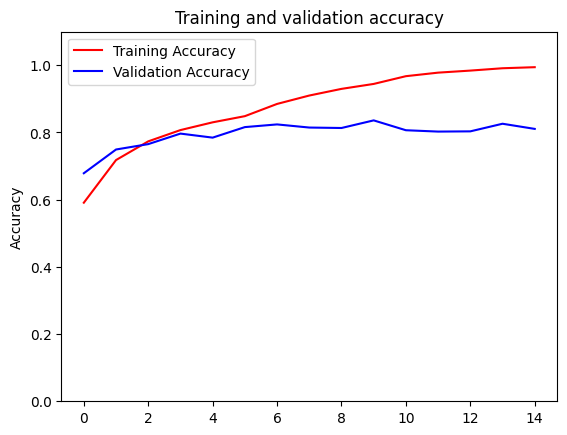 Training and validation accuracy
Training Accuracy
Validation Accuracy
Accuracy
1.0
0.8
0.6
0.4
0.2
0.0
0 2 4 6 8 10 12 14